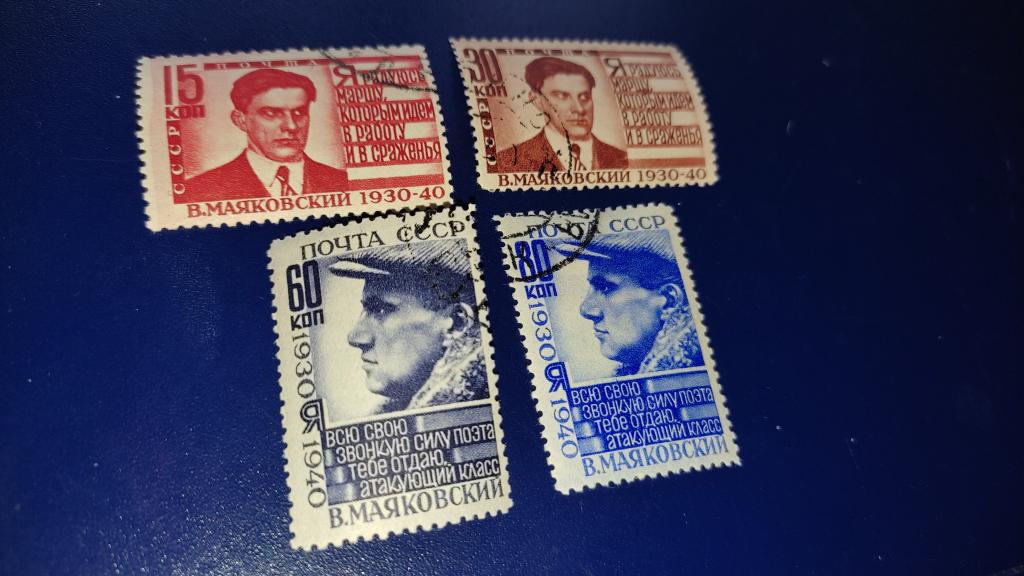 ПОЧТА
15
КОП
СССР
Я РАДУЮСЬ
МАРШУ,
КОТОРЫМ ИДЕМ
В РАБОТУ
И В СРАЖЕНЬЯ
В. МАЯКОВСКИЙ 1930-40
ПОЧТА
30
КОП
СССР
Я РАДУЮСЬ
МАРШУ,
КОТОРЫМ ИДЕМ
В РАБОТУ
И В СРАЖЕНЬЯ
В. МАЯКОВСКИЙ 1930-40
ПОЧТА СССР
60
КОП
1930
1940
ВСЮ СВОЮ
ЗВОНКУЮ СИЛУ ПОЭТА
ТЕБЕ ОТДАЮ,
АТАКУЮЩИЙ КЛАСС
В. МАЯКОВСКИЙ
ПО СССР
80
КОП
1930
1940
ВСЮ СВОЮ
ЗВОНКУЮ СИЛУ ПОЭТА
ТЕБЕ ОТДАЮ,
АТАКУЮЩИЙ КЛАСС
В. МАЯКОВСКИЙ